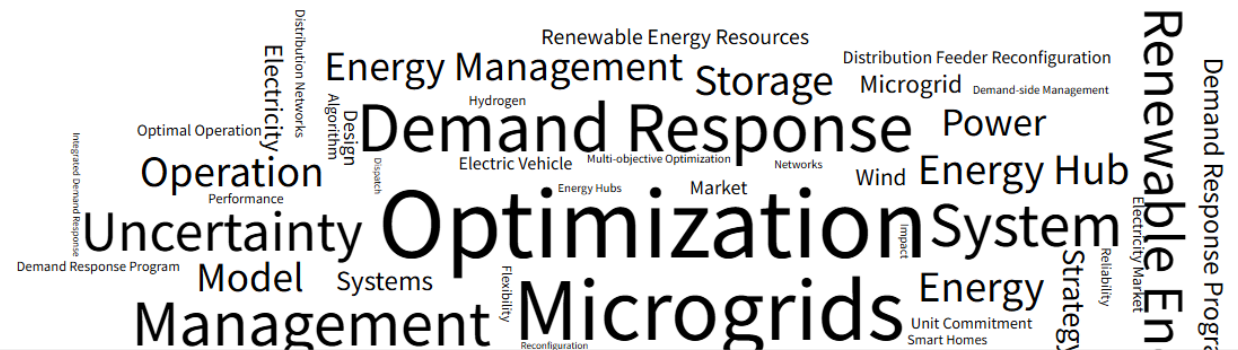 Renewable Energy Resources
Distribution Networks
Electricity
Energy Management
Storage
Distribution Feeder Reconfiguration
Microgrid
Demand-side Management
Hydrogen
Algorithm
Design
Demand Response
Power
Optimal Operation
Integrated Demand Response
Operation
Dispatch
Electric Vehicle
Multi-objective Optimization
Networks
Wind
Energy Hub
Performance
Energy Hubs
Market
Uncertainty
Optimization
Impact
System
Electricity Market
Renewable En
Demand Response Progra
Demand Response Program
Model
Systems
Flexibility
Management
Microgrids
Energy
Strategy
Reliability
Unit Commitment
Smart Homes
Reconfiguration